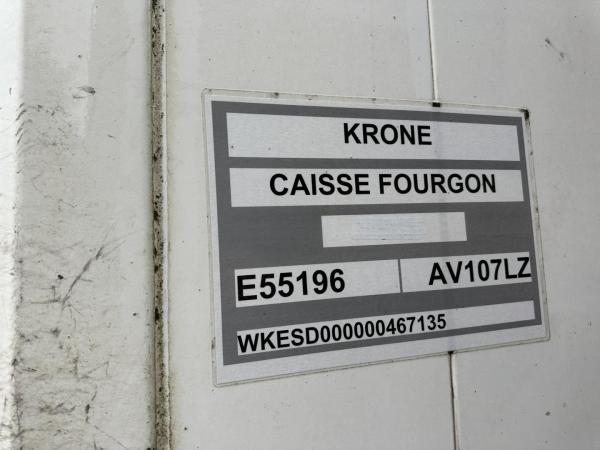 KRONE
CAISSE FOURGON
E55196 AV107LZ
WKESD000000467135